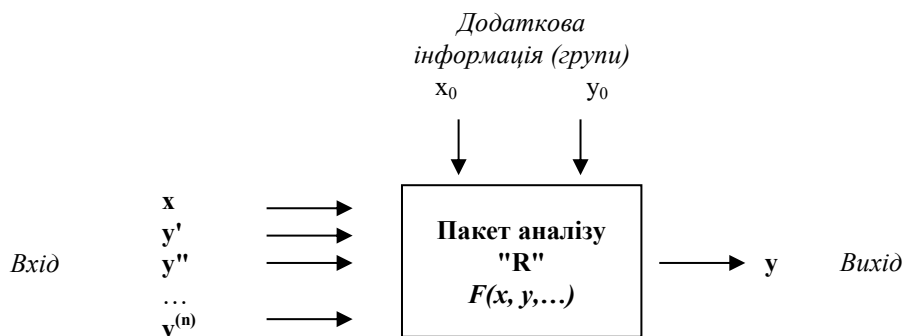 Додаткова
інформація (групи)
x₀ y₀
x
y'
y"
Вхід
…
y⁽ⁿ⁾
Пакет аналізу
"R"
F(x, y,…)
y
Вихід